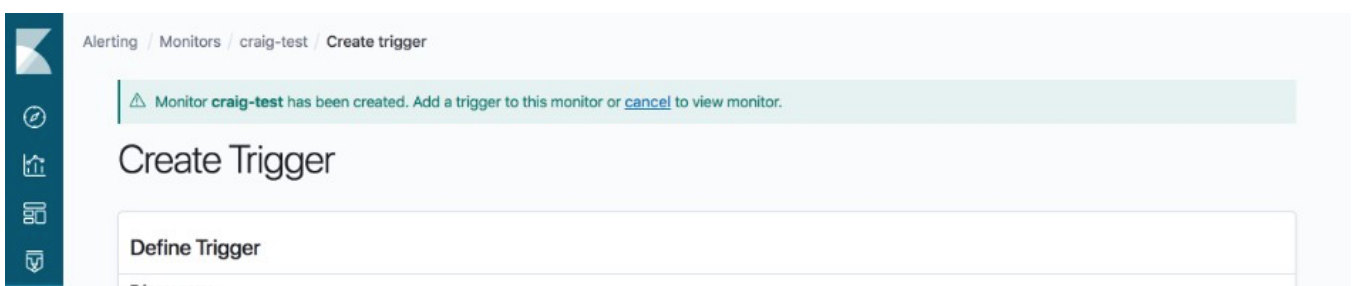 Alerting / Monitors / craig-test / Create trigger
Monitor craig-test has been created. Add a trigger to this monitor or cancel to view monitor.
Create Trigger
Define Trigger